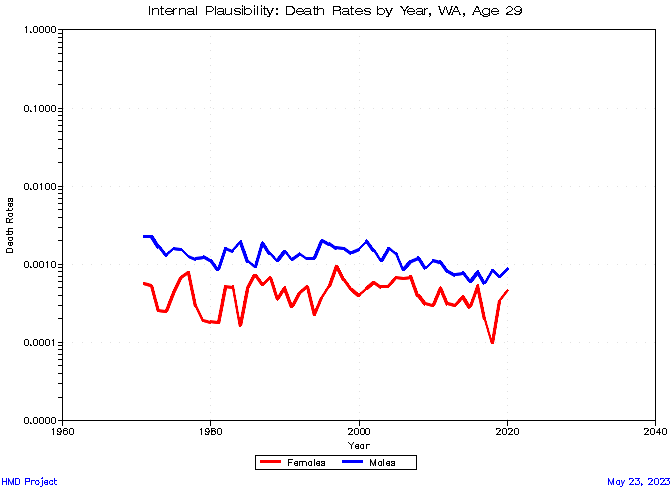 Internal Plausibility: Death Rates by Year, WA, Age 29
1.0000
0.1000
0.0100
0.0010
0.0001
0.0000
Death Rates
1960
1980
2000
2020
2040
Year
Females
Males
HMD Project
May 23, 2023